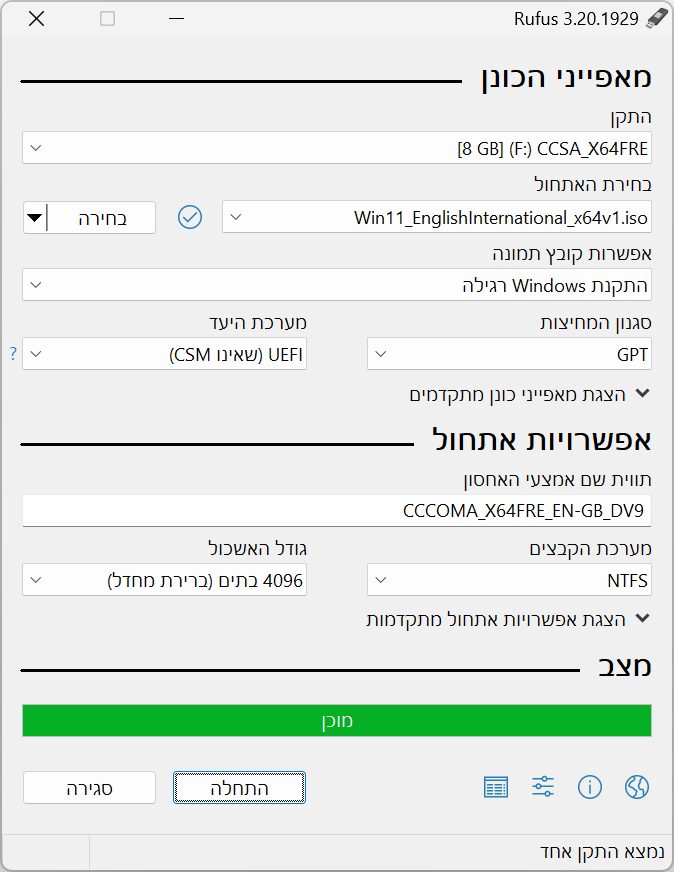 Rufus 3.20.1929
מאפייני הכונן
התקן
[8 GB] (F:) CCSA_X64FRE
בחירת האתחול
Win11_EnglishInternational_x64v1.iso
בחירה
אפשרות קובץ תמונה
התקנת Windows רגילה
סגנון המחיצות
מערכת היעד
GPT
UEFI (שאינו CSM)
?
הצגת מאפייני כונן מתקדמים
אפשרויות אתחול
תווית שם אמצעי האחסון
CCCOMA_X64FRE_EN-GB_DV9
מערכת הקבצים
גודל האשכול
NTFS
4096 בתים (ברירת מחדל)
הצגת אפשרויות אתחול מתקדמות
מצב
מוכן
התחלה
סגירה
נמצא התקן אחד